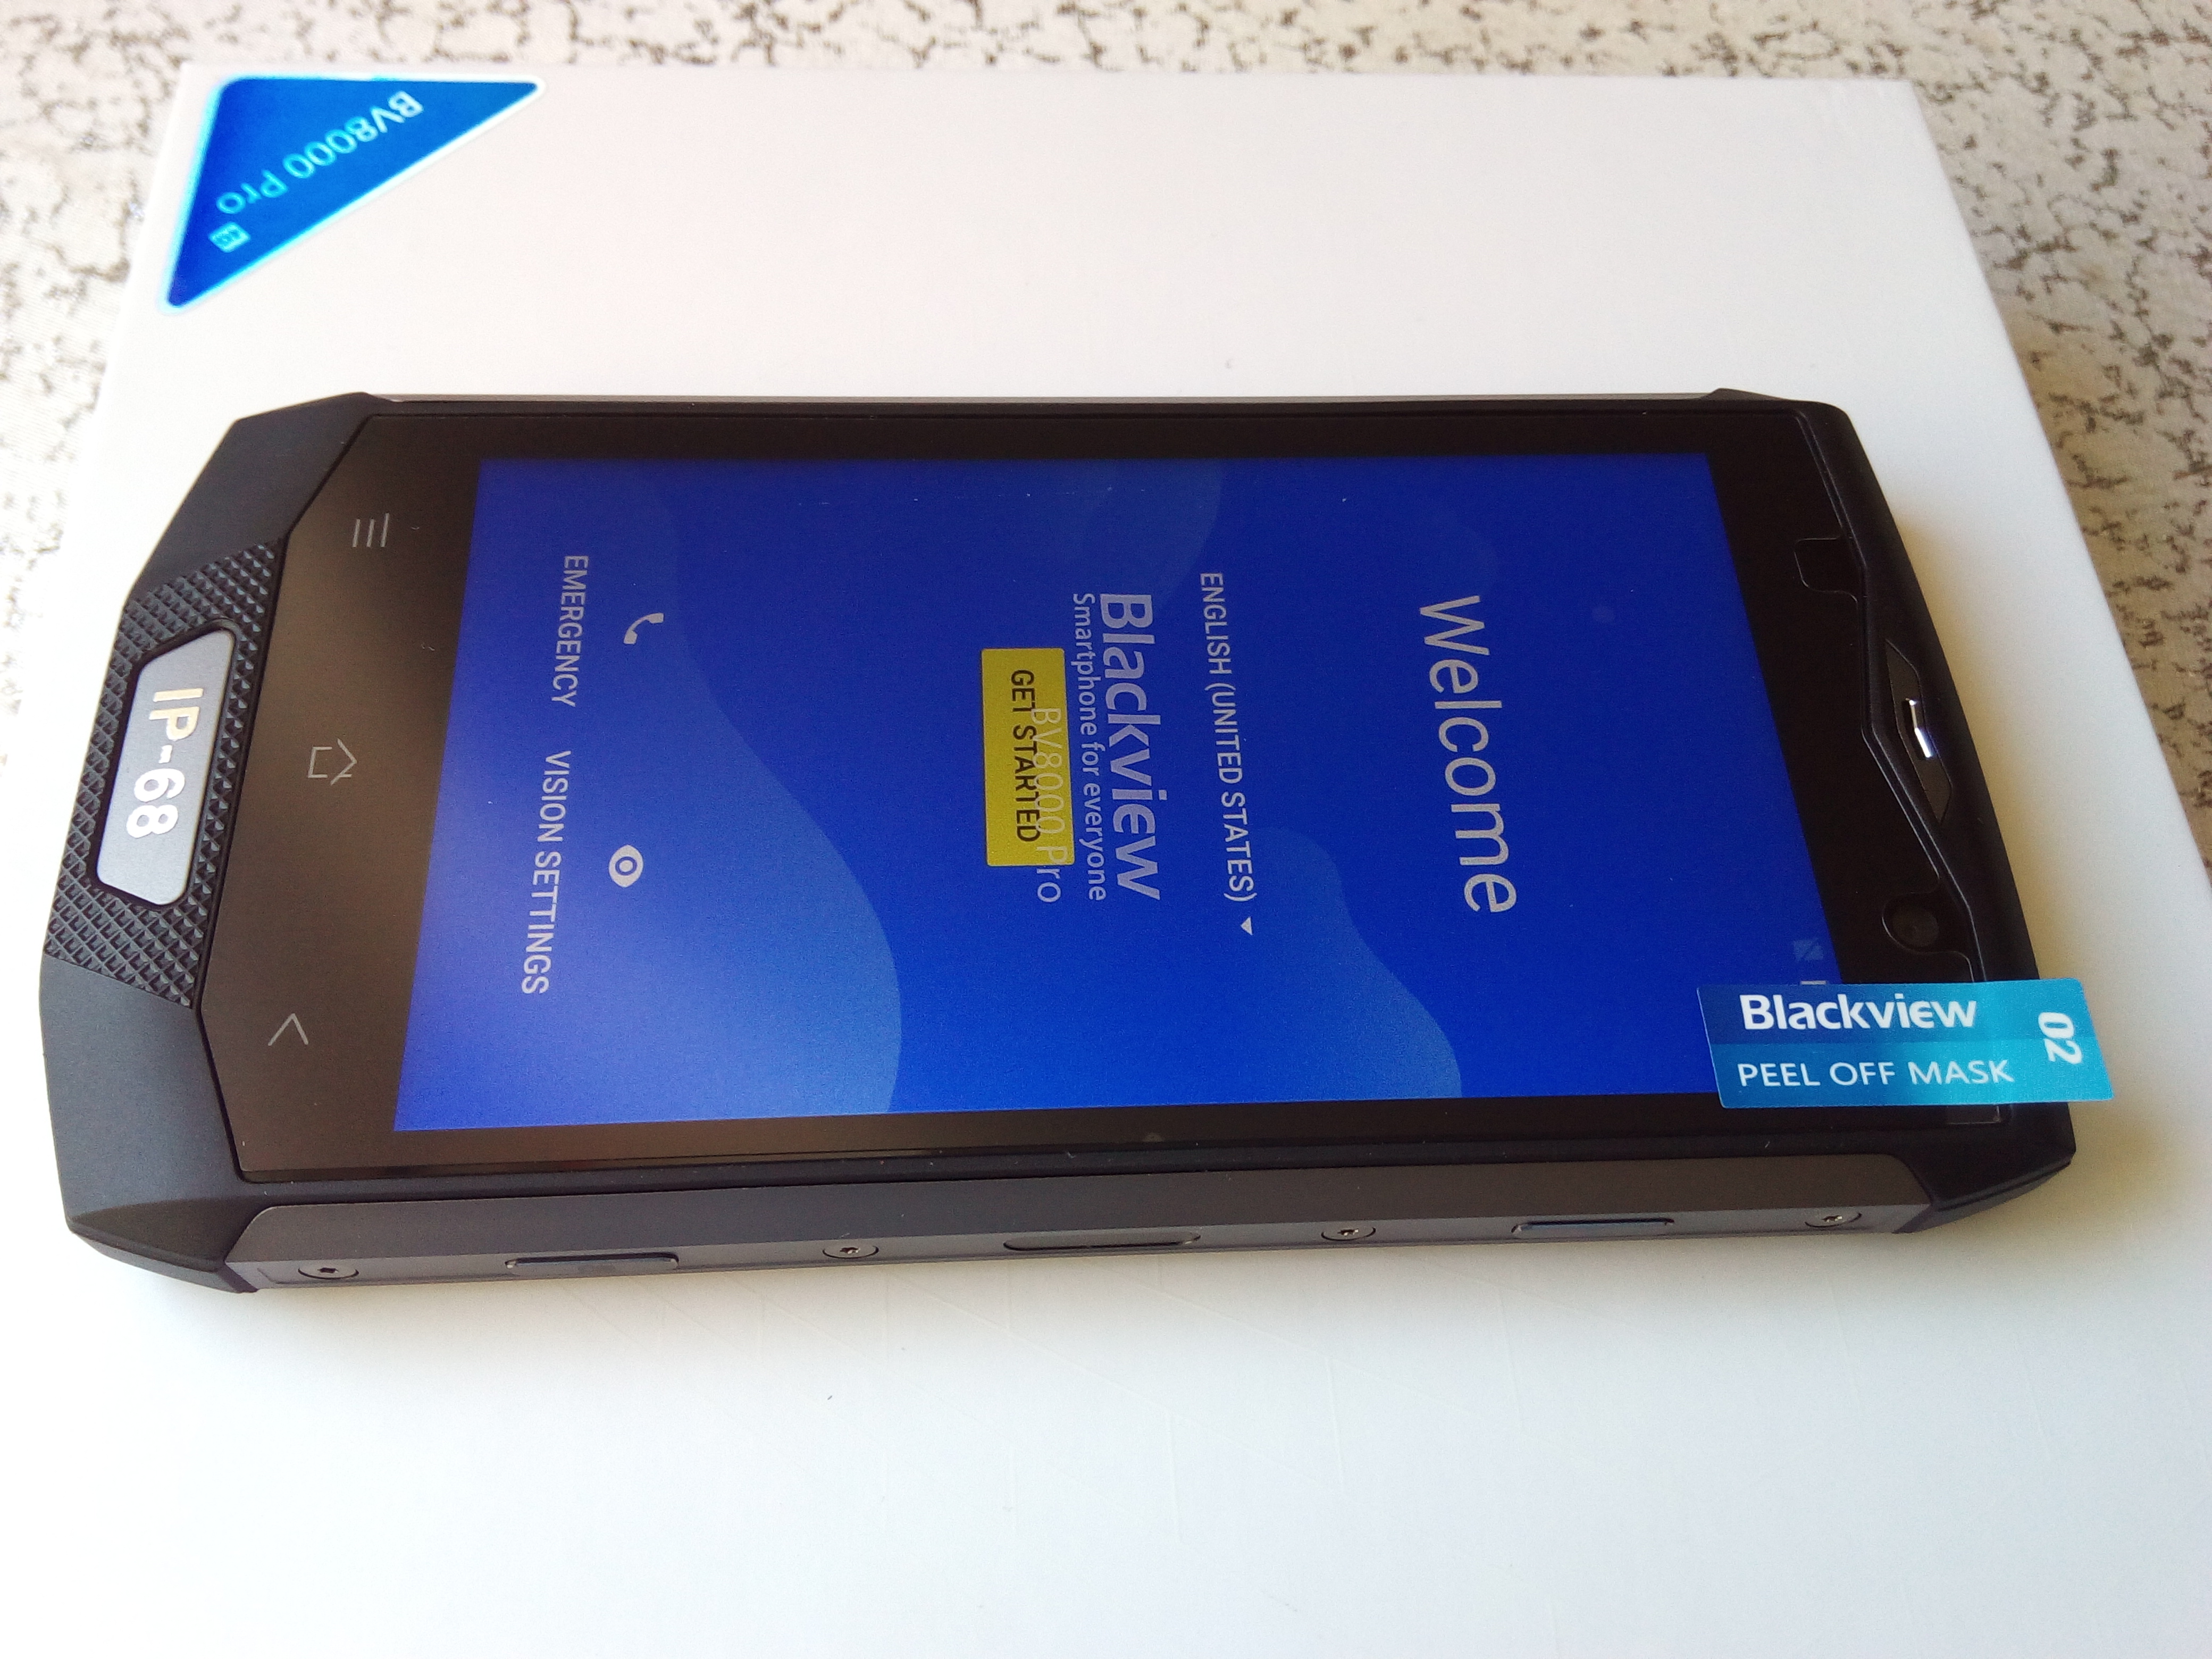 Blackview 02
PEEL OFF MASK
Welcome
ENGLISH (UNITED STATES)
Blackview
Smartphone for everyone
BV8000 Pro
GET STARTED
EMERGENCY
VISION SETTINGS
IP-68
BV8000 Pro
4G